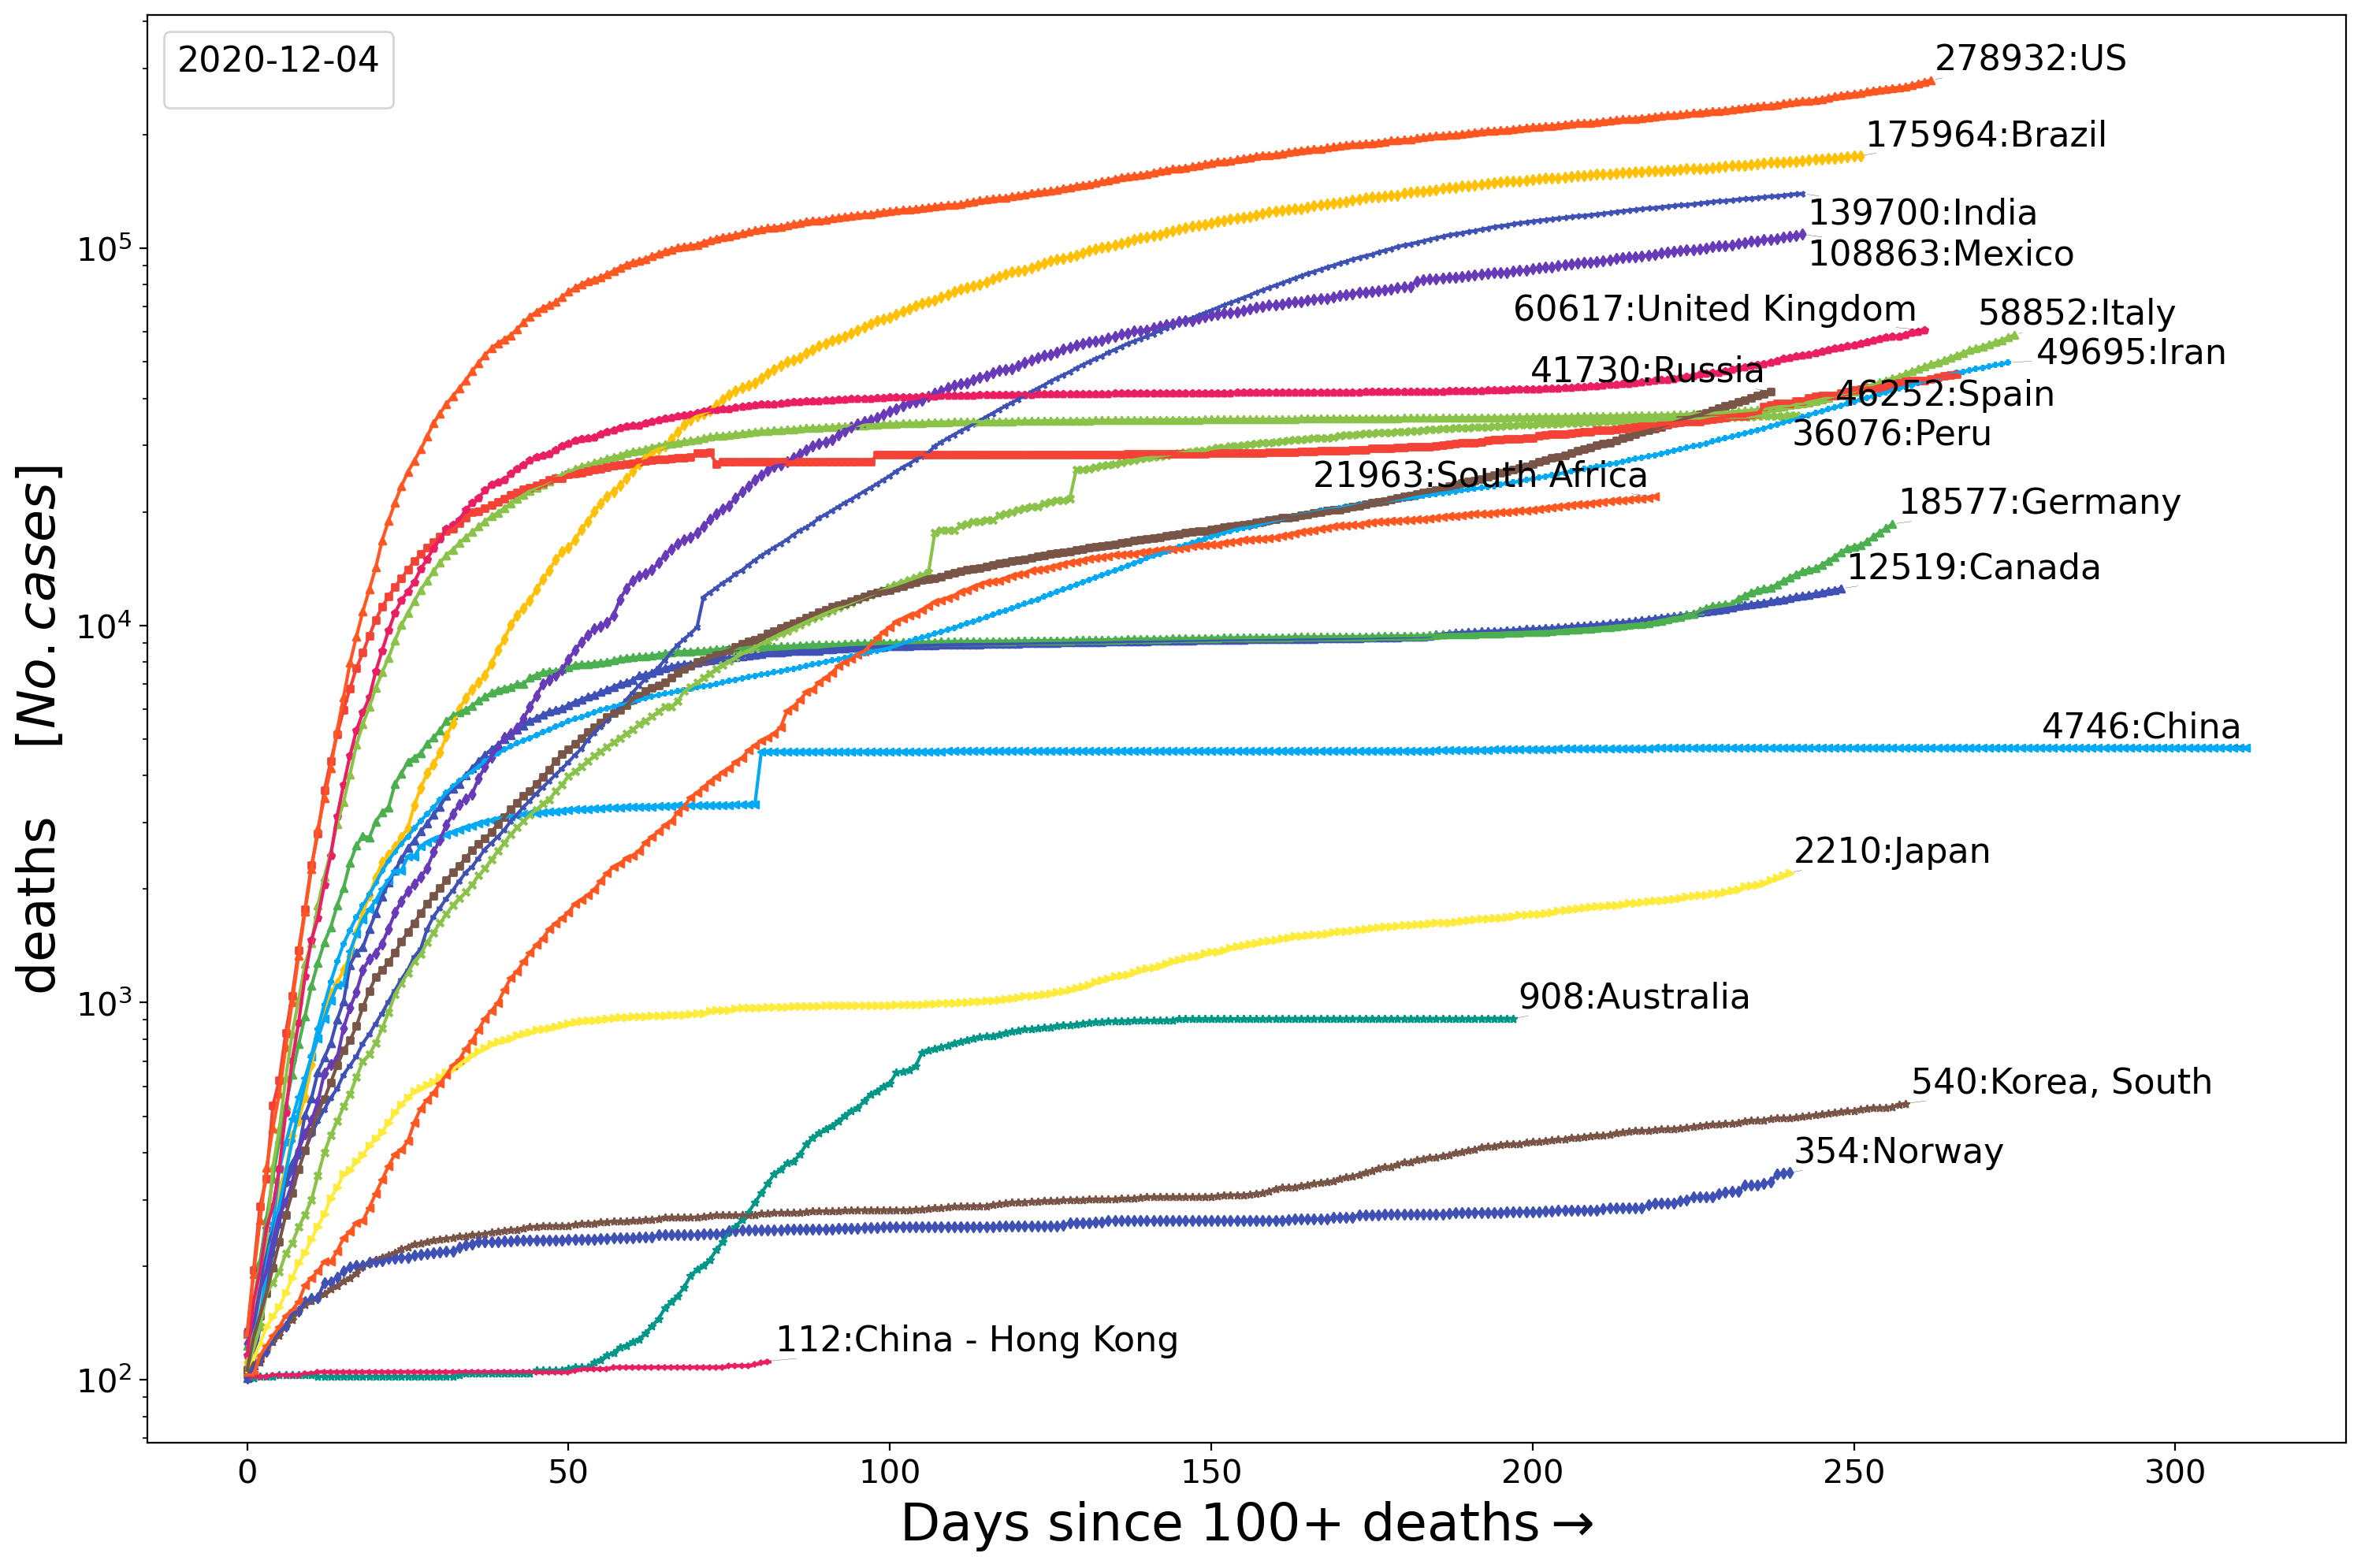 2020-12-04
278932:US
175964:Brazil
139700:India
108863:Mexico
60617:United Kingdom
58852:Italy
49695:Iran
41730:Russia
46252:Spain
36076:Peru
21963:South Africa
18577:Germany
12519:Canada
4746:China
2210:Japan
908:Australia
540:Korea, South
354:Norway
112:China - Hong Kong
10^5
10^4
10^3
10^2
deaths [No.cases]
0 50 100 150 200 250 300
Days since 100+ deaths→